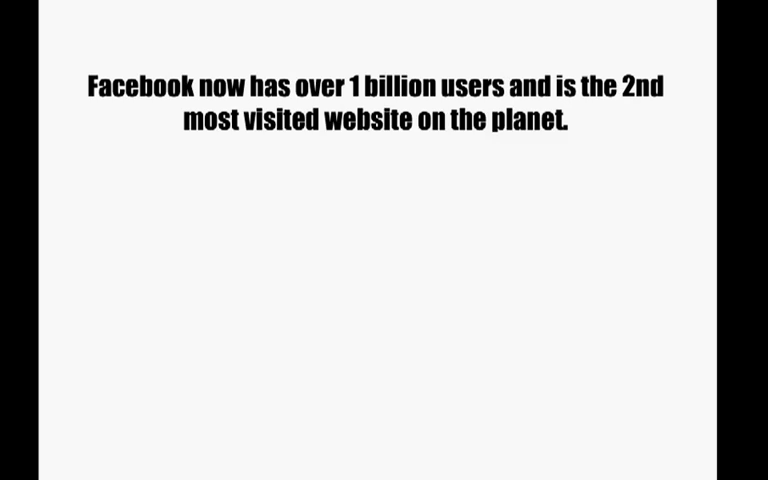 Facebook now has over 1 billion users and is the 2nd
most visited website on the planet.